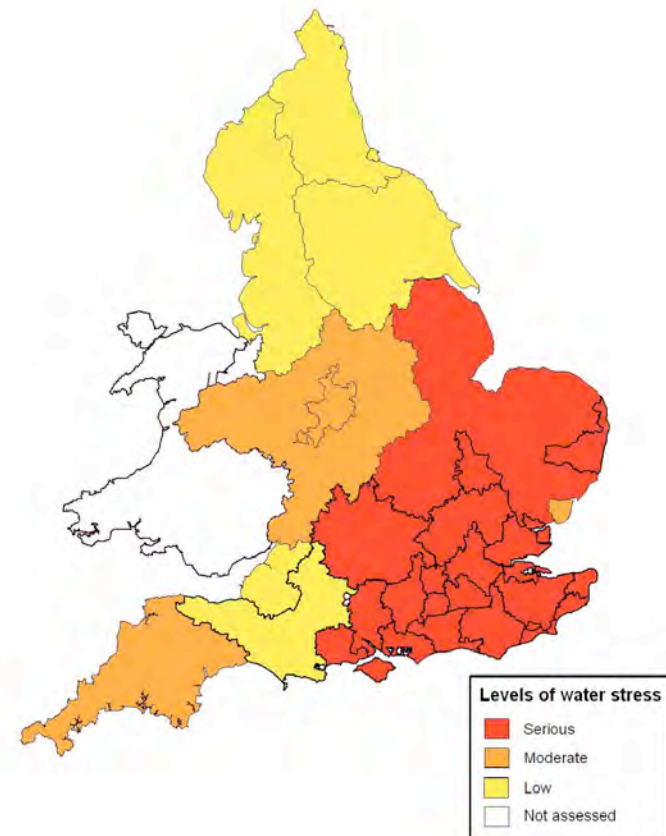 Levels of water stress
Serious
Moderate
Low
Not assessed